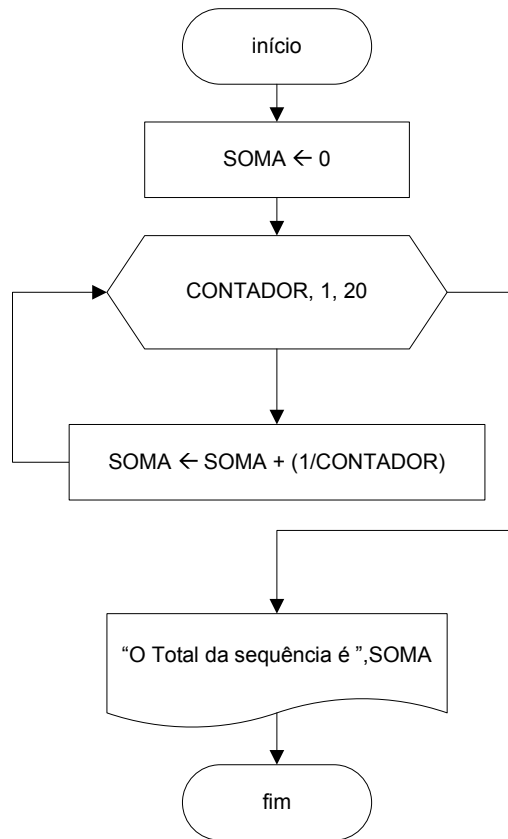 início
SOMA ← 0
CONTADOR, 1, 20
SOMA ← SOMA + (1/CONTADOR)
“O Total da sequência é ”,SOMA
fim